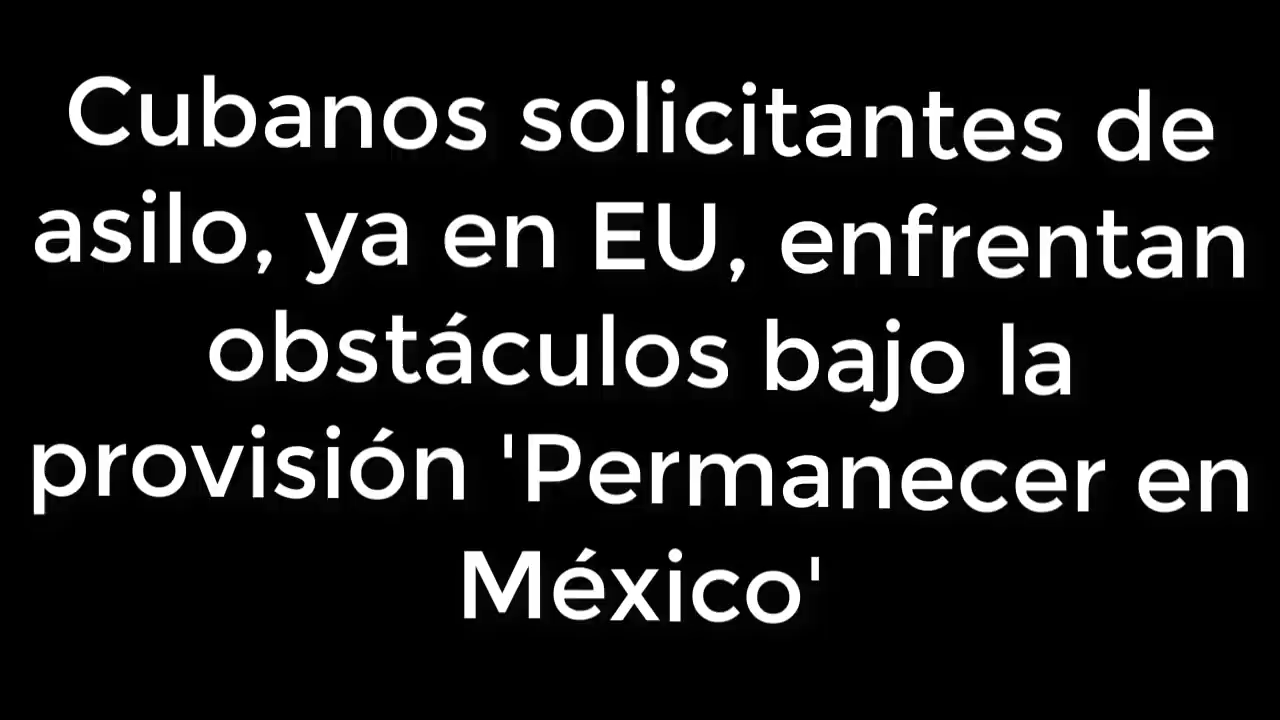 Cubanos solicitantes de
asilo, ya en EU, enfrentan
obstáculos bajo la
provisión 'Permanecer en
México'